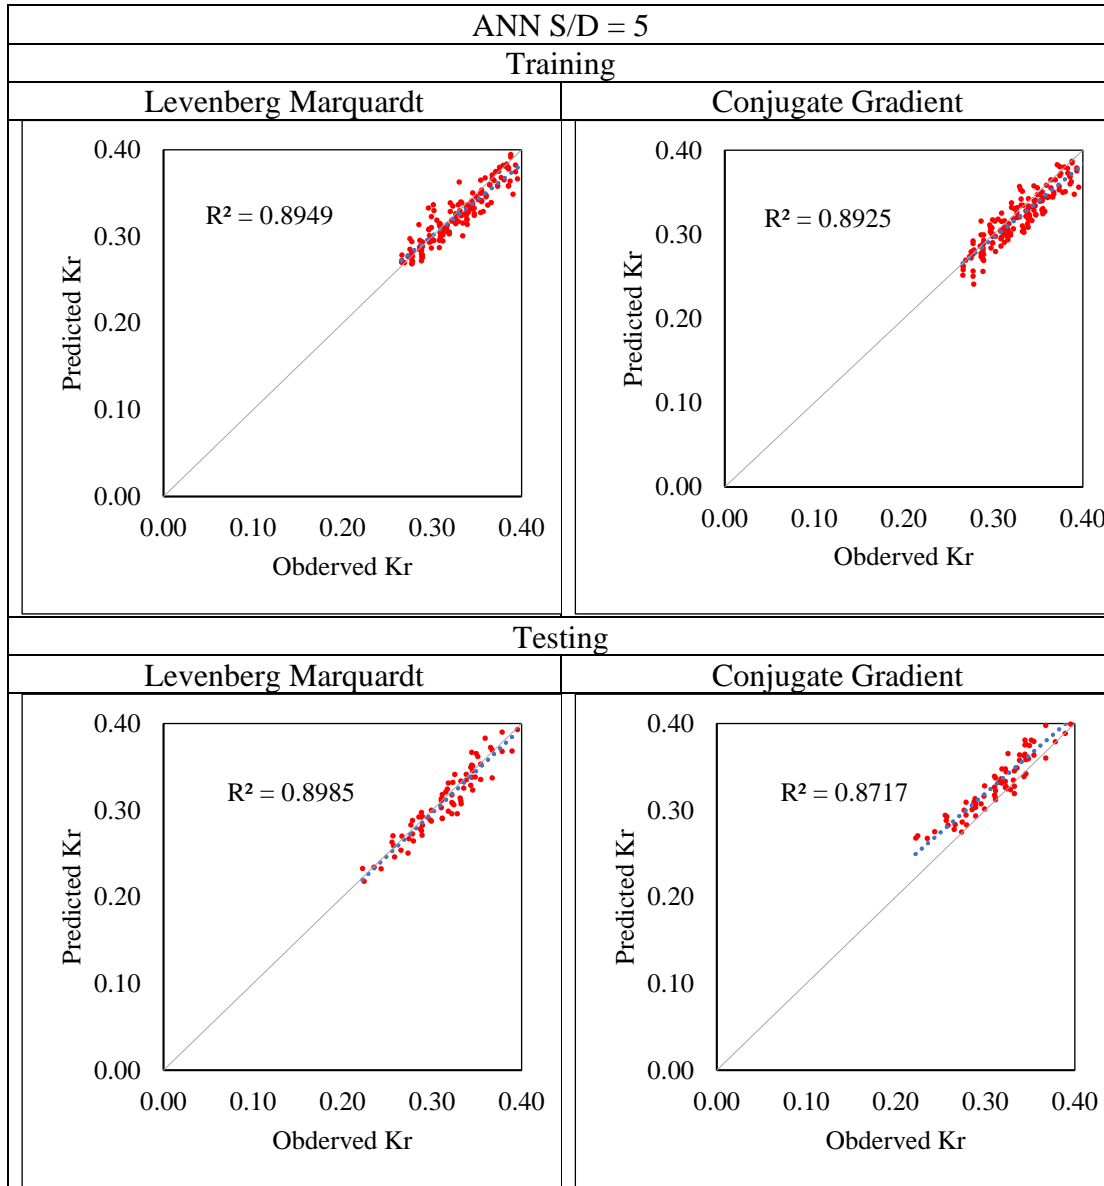 ANN S/D = 5
Training
Levenberg Marquardt
Conjugate Gradient
0.40
0.30
0.20
0.10
0.00
Predicted Kr
R² = 0.8949
0.00 0.10 0.20 0.30 0.40
Obderved Kr
0.40
0.30
0.20
0.10
0.00
Predicted Kr
R² = 0.8925
0.00 0.10 0.20 0.30 0.40
Obderved Kr
Testing
Levenberg Marquardt
Conjugate Gradient
0.40
0.30
0.20
0.10
0.00
Predicted Kr
R² = 0.8985
0.00 0.10 0.20 0.30 0.40
Obderved Kr
0.40
0.30
0.20
0.10
0.00
Predicted Kr
R² = 0.8717
0.00 0.10 0.20 0.30 0.40
Obderved Kr